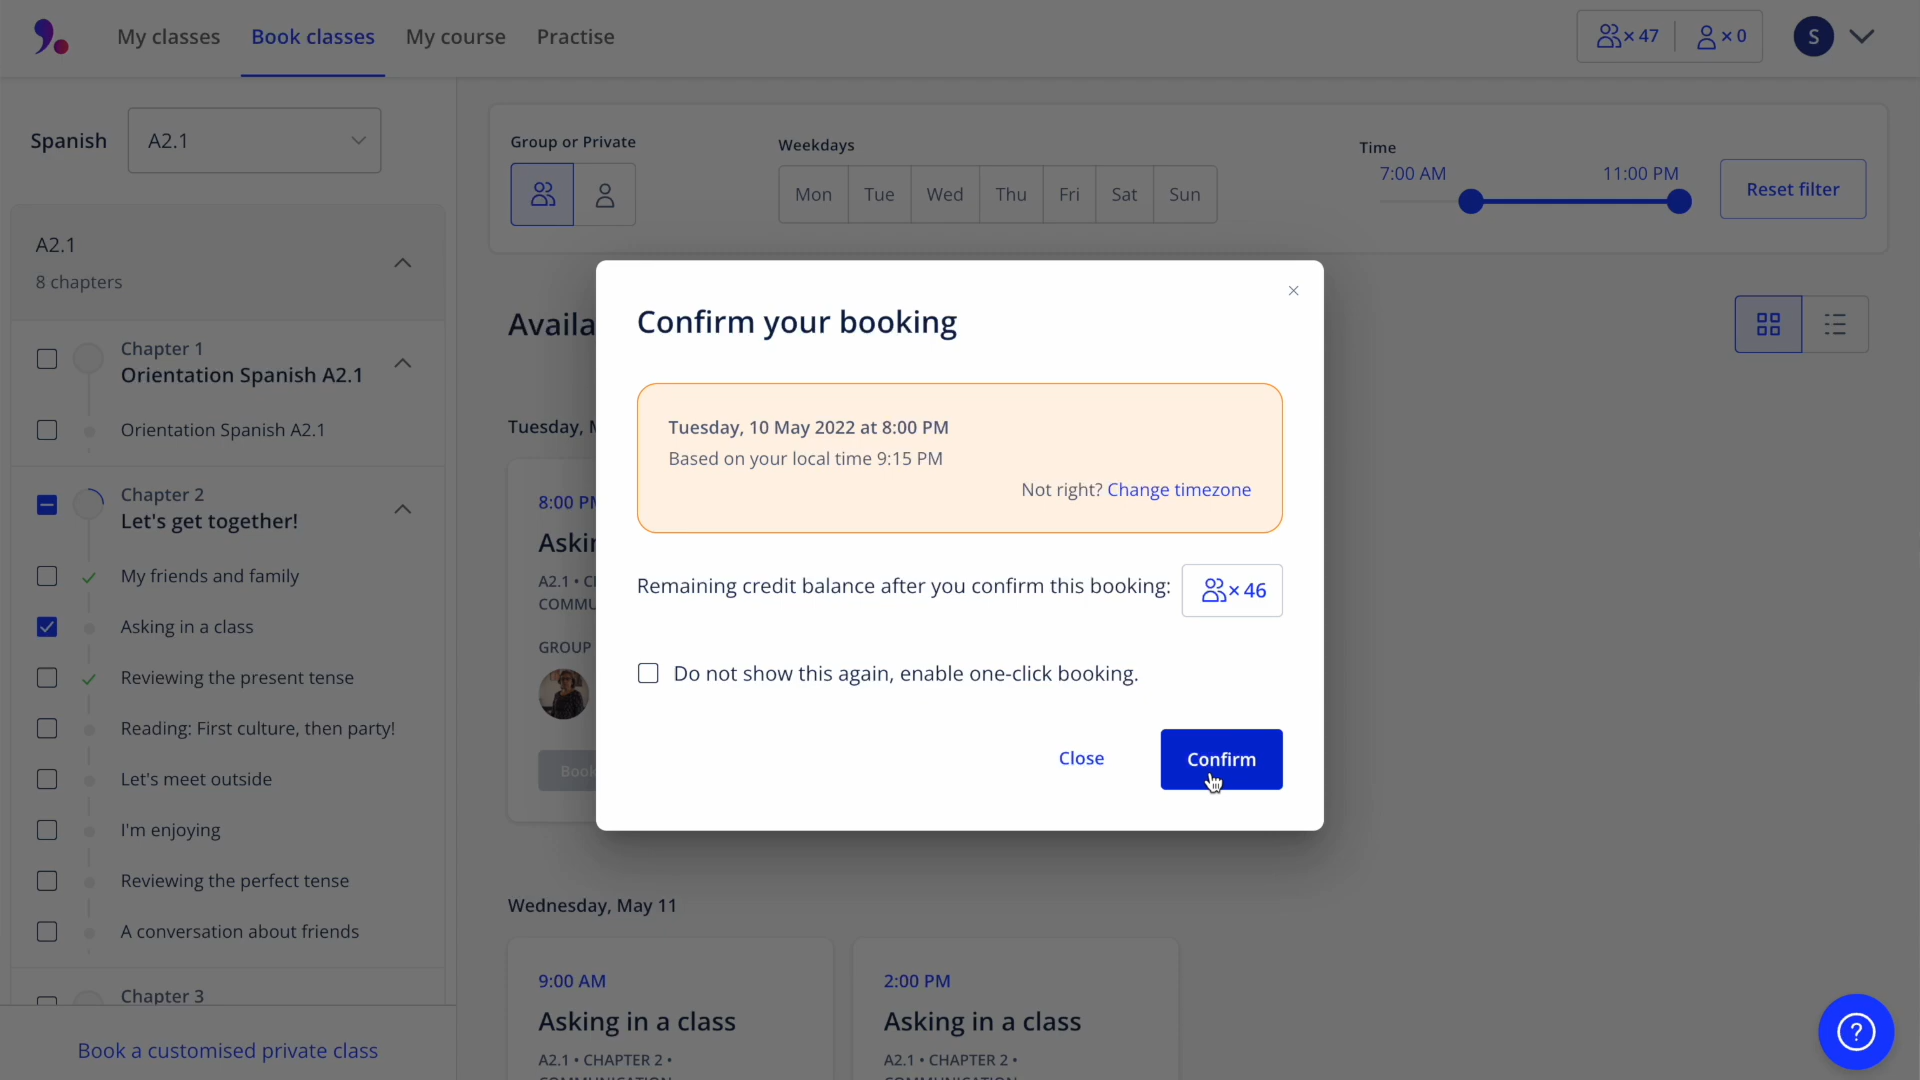 My classes
Book classes
My course
Practise
× 47
× 0
S
Spanish
A2.1
Group or Private
Weekdays
Mon
Tue
Wed
Thu
Fri
Sat
Sun
Time
7:00 AM
11:00 PM
Reset filter
A2.1
8 chapters
Chapter 1
Orientation Spanish A2.1
Orientation Spanish A2.1
Chapter 2
Let's get together!
My friends and family
Asking in a class
Reviewing the present tense
Reading: First culture, then party!
Let's meet outside
I'm enjoying
Reviewing the perfect tense
A conversation about friends
Chapter 3
Book a customised private class
Availa
Tuesday,
8:00 PM
Askin
A2.1 • C
COMMU
GROUP
Book
Confirm your booking
Tuesday, 10 May 2022 at 8:00 PM
Based on your local time 9:15 PM
Not right? Change timezone
Remaining credit balance after you confirm this booking:
× 46
Do not show this again, enable one-click booking.
Close
Confirm
Wednesday, May 11
9:00 AM
Asking in a class
A2.1 • CHAPTER 2 •
COMMUNICATION
2:00 PM
Asking in a class
A2.1 • CHAPTER 2 •
COMMUNICATION
?